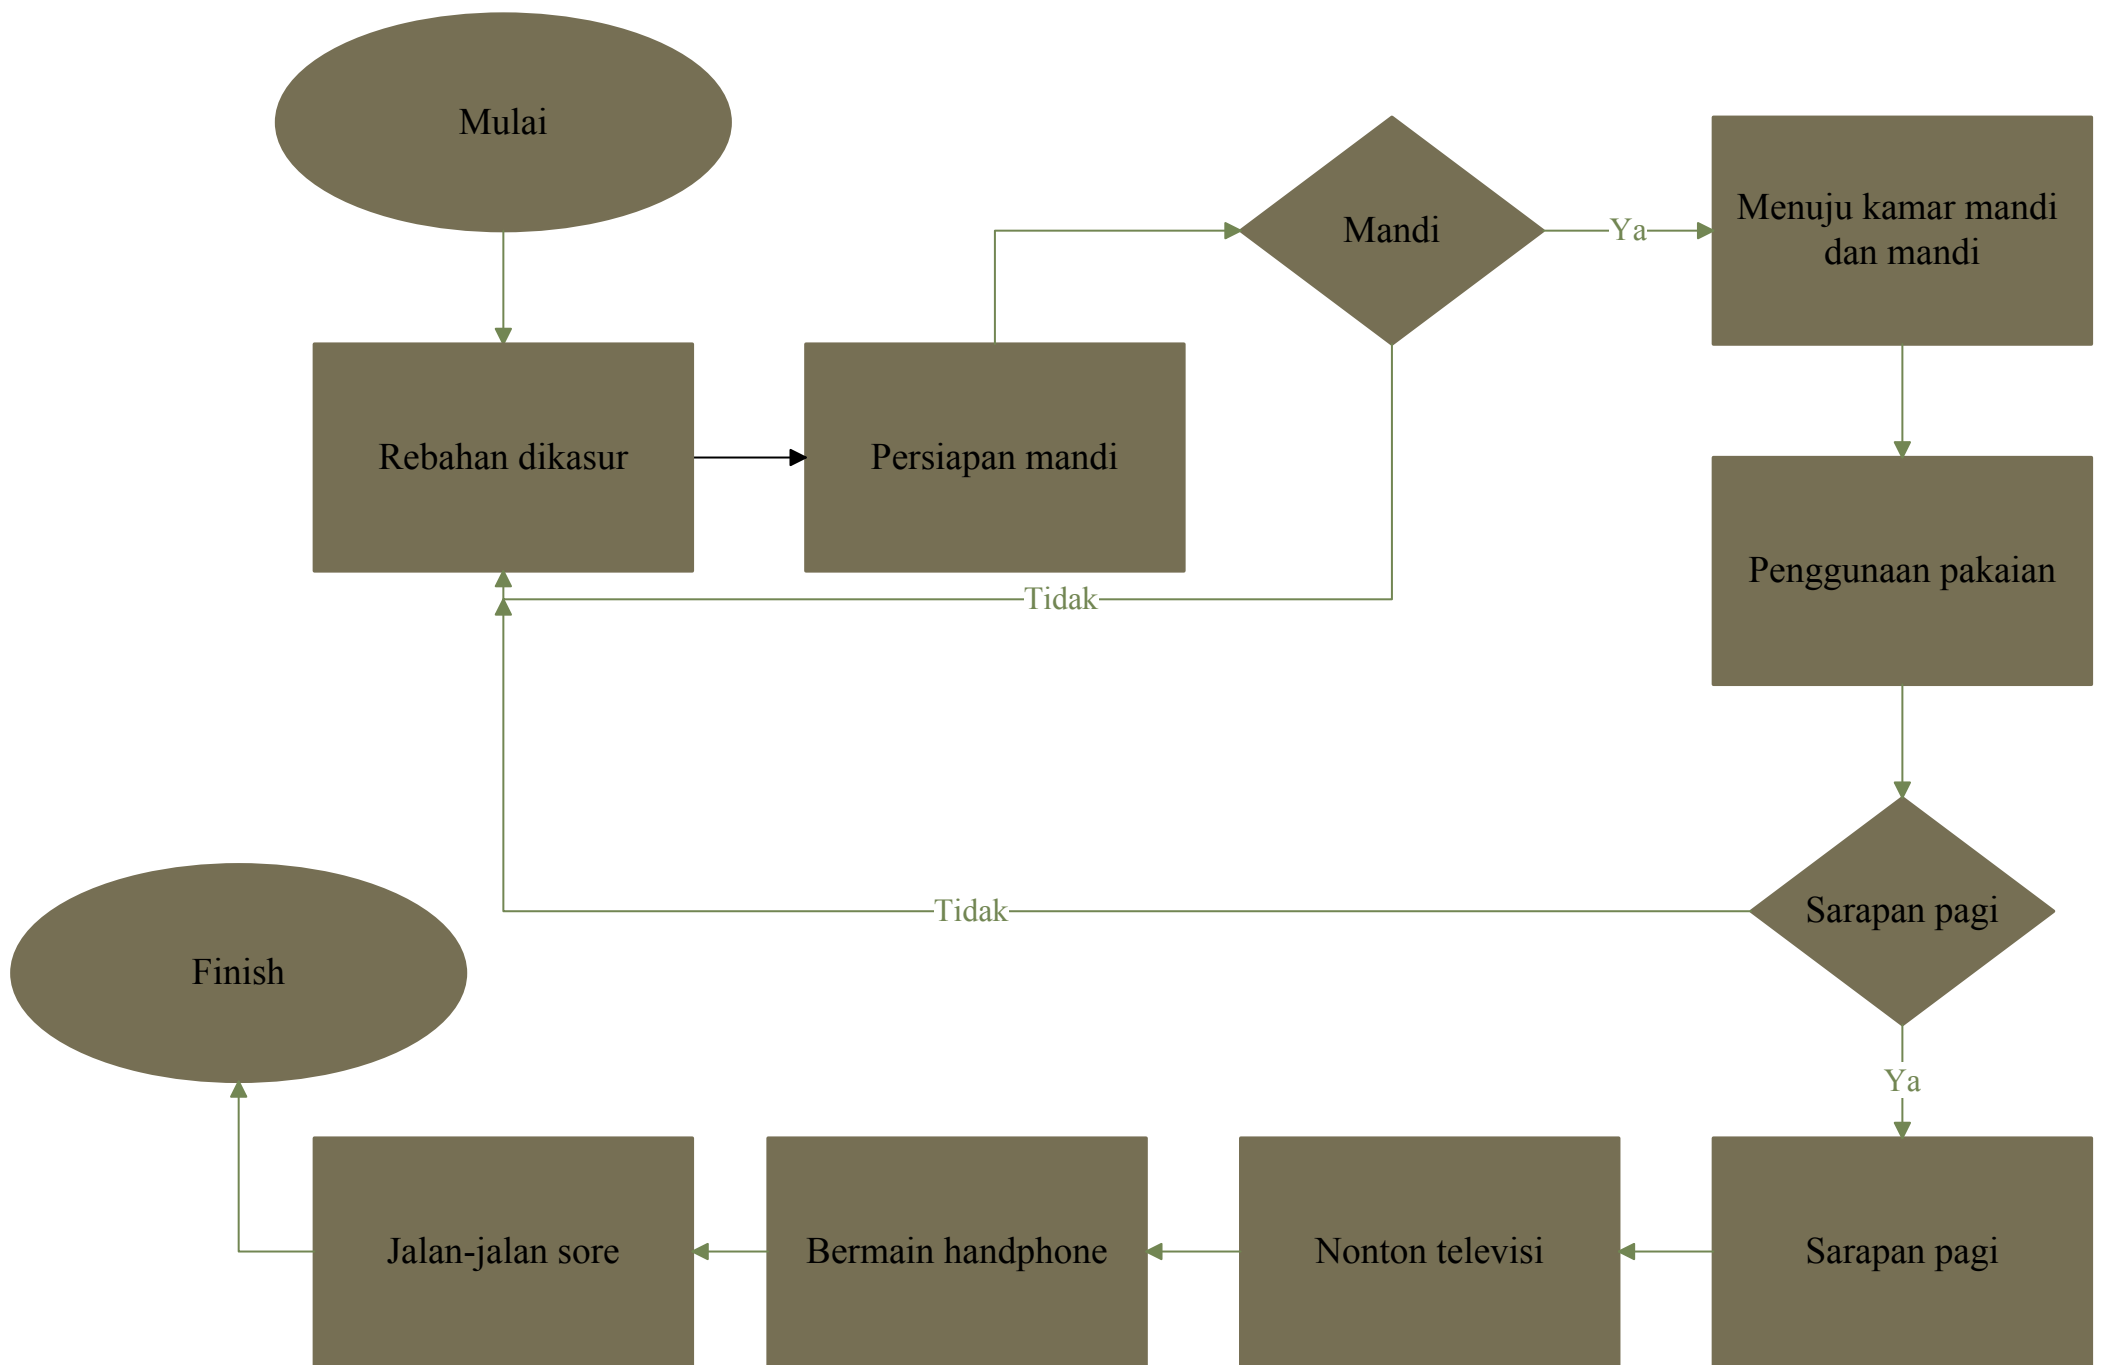 Mulai
Mandi
Ya
Menuju kamar mandi
dan mandi
Rebahan dikasur
Persiapan mandi
Tidak
Penggunaan pakaian
Tidak
Sarapan pagi
Finish
Ya
Jalan-jalan sore
Bermain handphone
Nonton televisi
Sarapan pagi